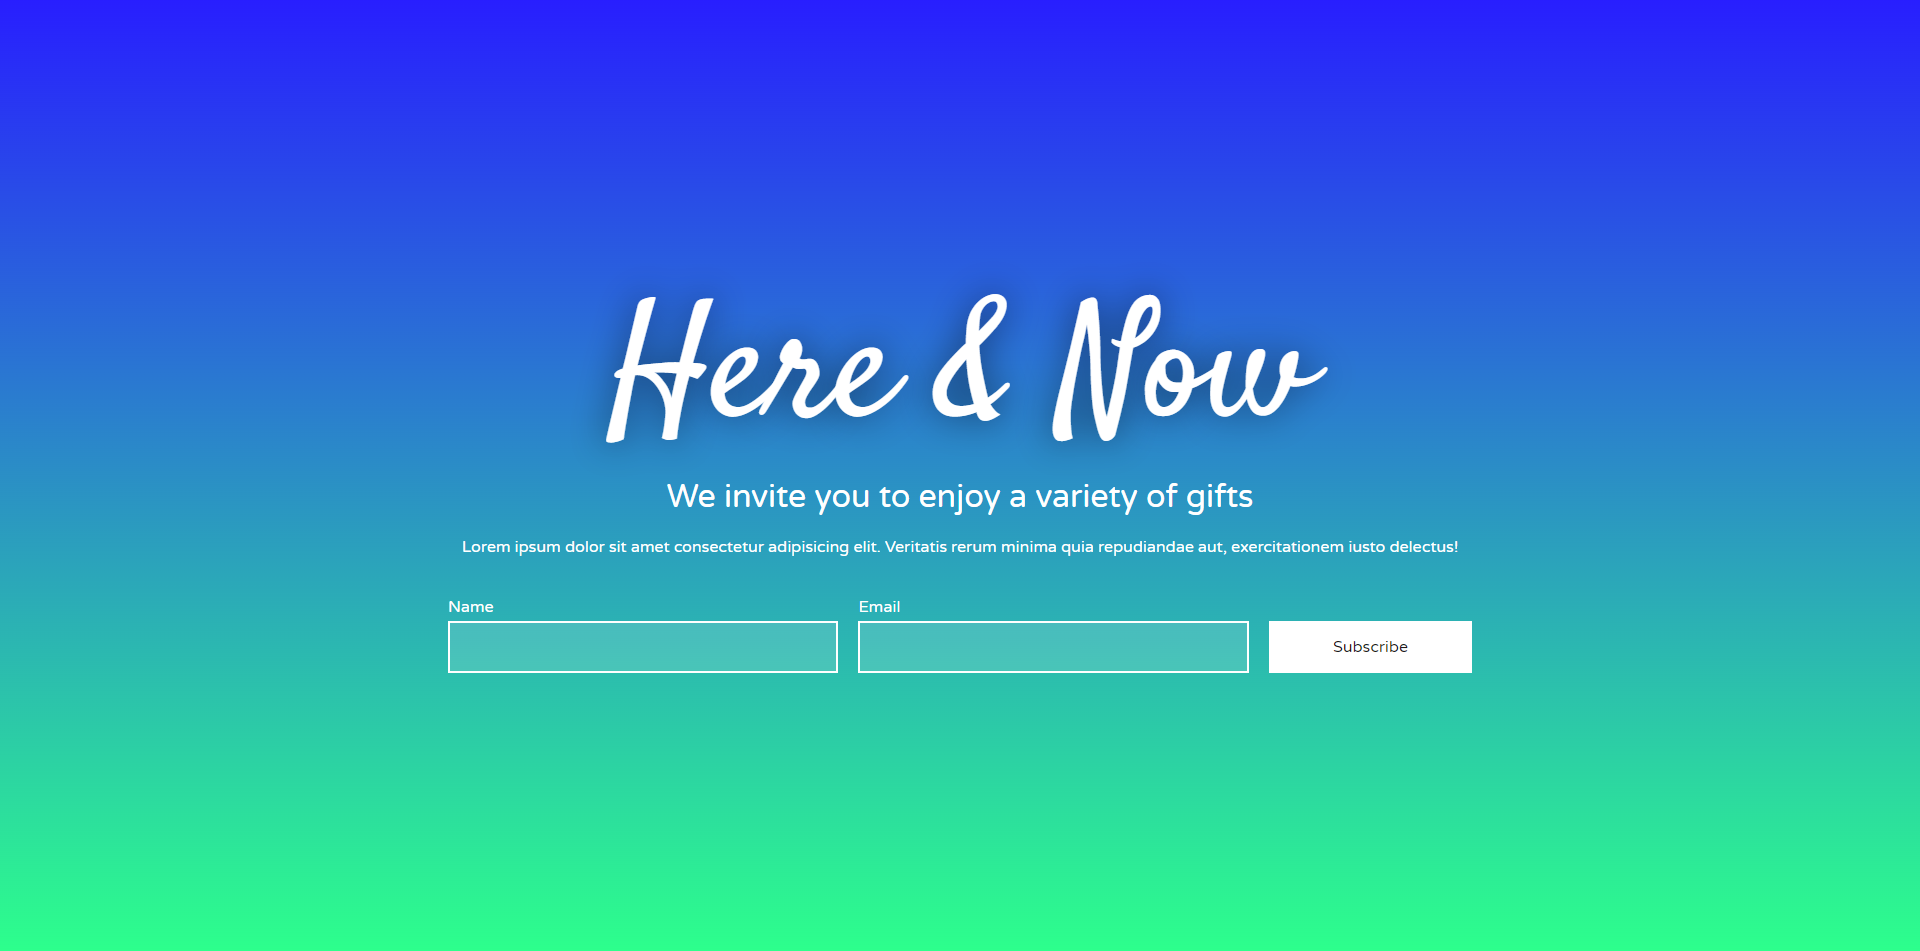 Here & Now
We invite you to enjoy a variety of gifts
Lorem ipsum dolor sit amet consectetur adipisicing elit. Veritatis rerum minima quia repudiandae aut, exercitationem iusto delectus!
Name
Email
Subscribe